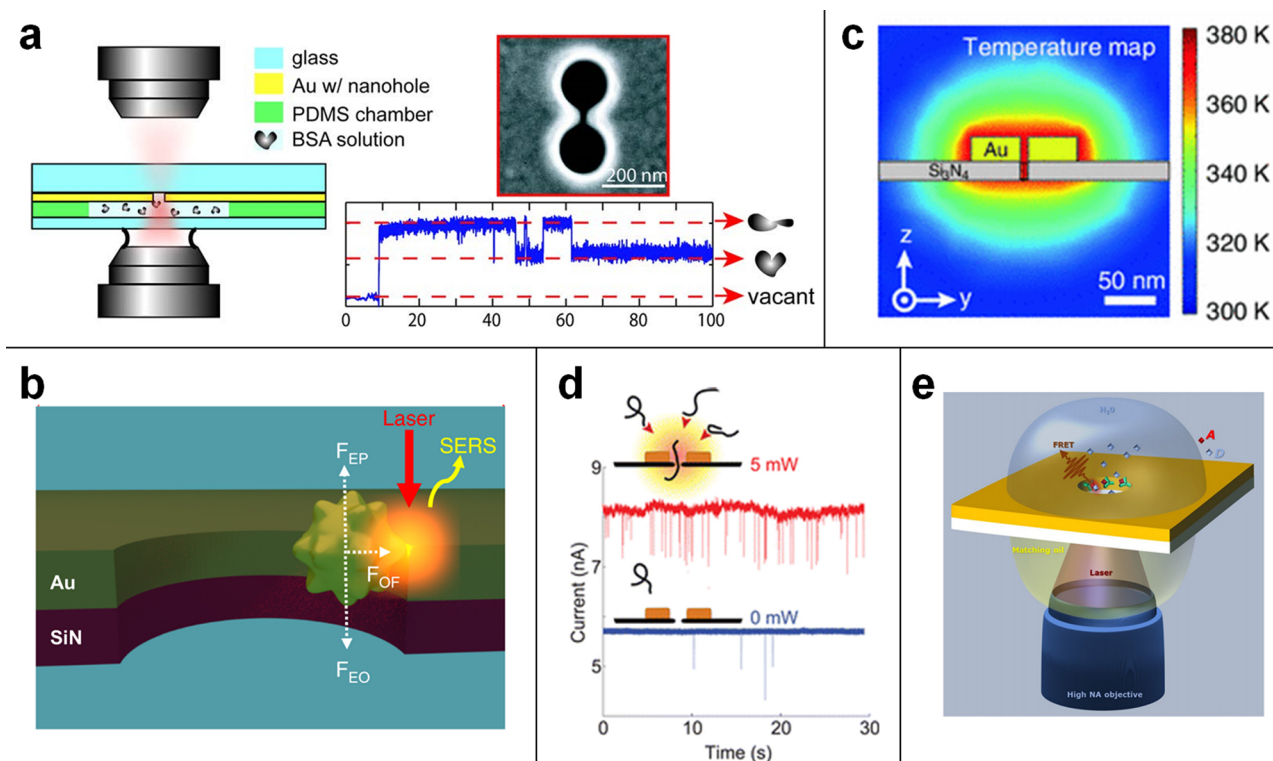 a
glass
Au w/ nanohole
PDMS chamber
BSA solution
200 nm
vacant
0 20 40 60 80 100
c
Temperature map
Au
Si3N4
z
y
50 nm
380 K
360 K
340 K
320 K
300 K
b
Laser
SERS
FEP
FOF
FEO
Au
SiN
d
9
7
5
Current (nA)
5 mW
0 mW
0 10 20 30
Time (s)
e
H20
FRET
A
D
Matching oil
Laser
High NA objective